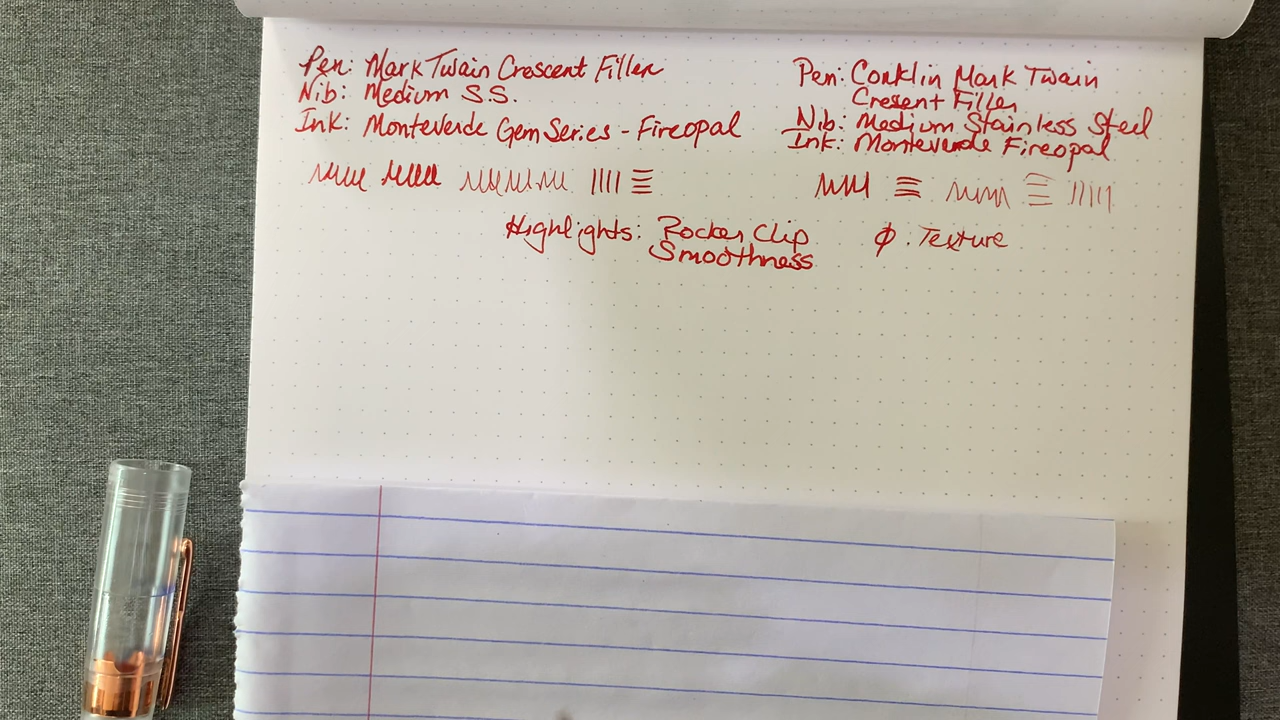 Pen: Mark Twain Crescent Filler
Nib: Medium S.S.
Ink: Monteverde Gem Series - Fireopal
Pen: Conklin Mark Twain
Cresent Filler
Nib: Medium Stainless Steel
Ink: Monteverde Fireopal
Highlights: Rocker Clip
Smoothness
φ: Texture